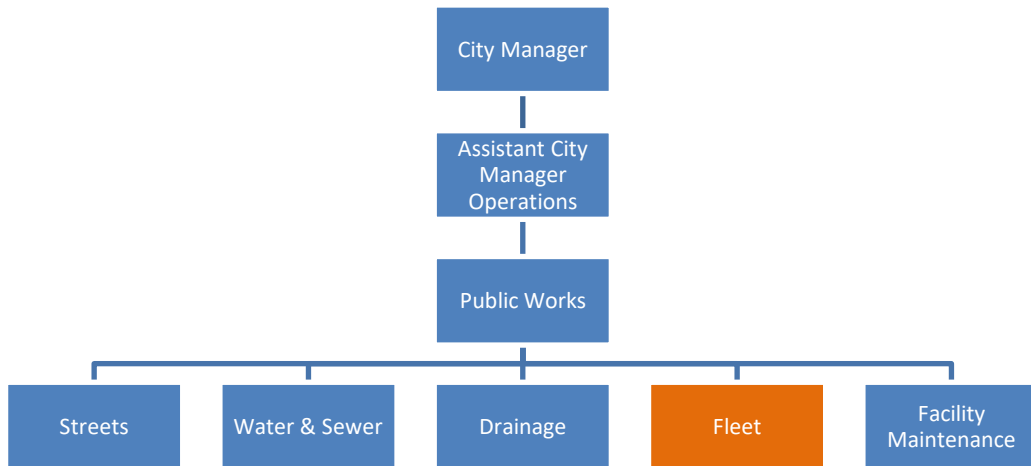 City Manager
Assistant City
Manager
Operations
Public Works
Streets
Water & Sewer
Drainage
Fleet
Facility
Maintenance